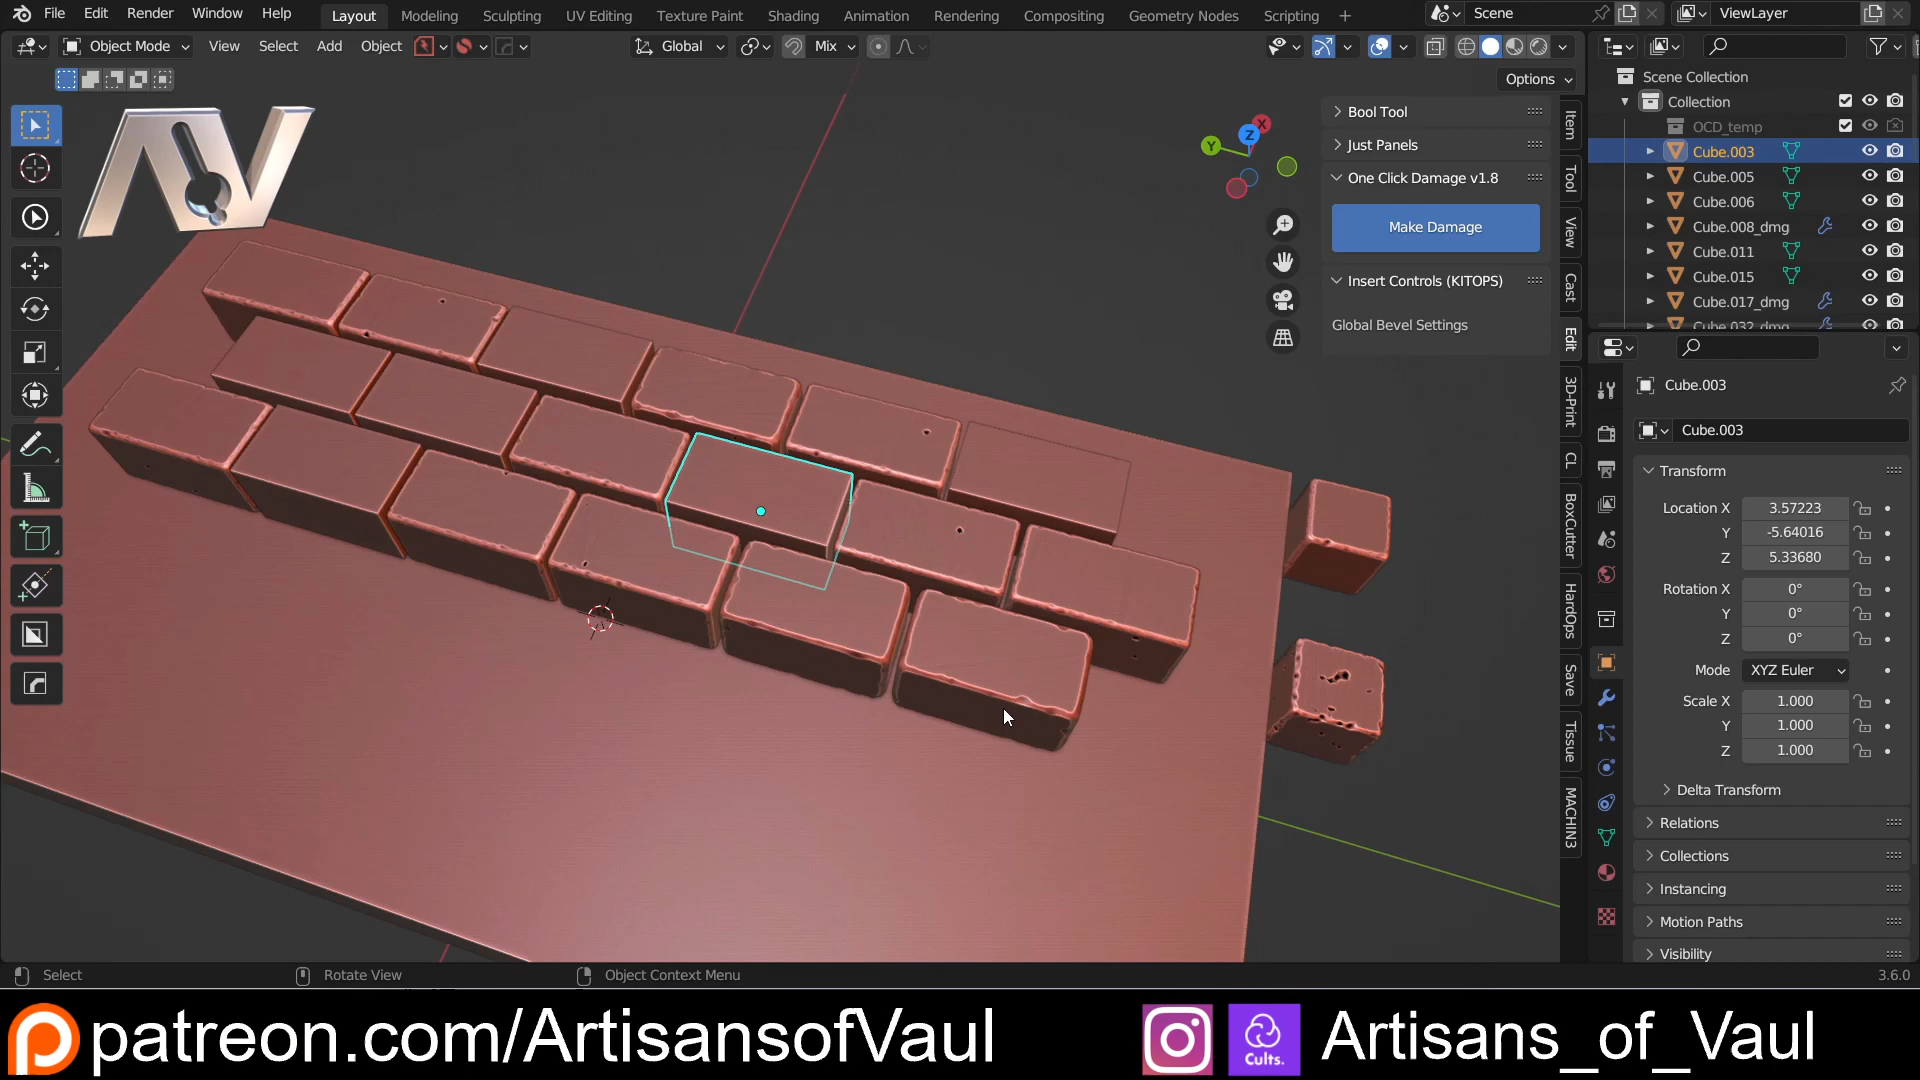 File Edit Render Window Help Layout Modeling Sculpting UV Editing Texture Paint Shading Animation Rendering Compositing Geometry Nodes Scripting + Scene ViewLayer
Object Mode View Select Add Object Global Mix
Options
AV
Bool Tool
Just Panels
One Click Damage v1.8
Make Damage
Insert Controls (KITOPS)
Global Bevel Settings
X
Y
Z
Item
Tool
View
Cast
Edit
3D-Print
CL
BoxCutter
HardOps
Save
Tissue
MACHIN3
Scene Collection
Collection
OCD_temp
Cube.003
Cube.005
Cube.006
Cube.008_dmg
Cube.011
Cube.015
Cube.017_dmg
Cube.032_dmg
Cube.003
Cube.003
Transform
Location X 3.57223
Y -5.64016
Z 5.33680
Rotation X 0°
Y 0°
Z 0°
Mode XYZ Euler
Scale X 1.000
Y 1.000
Z 1.000
Delta Transform
Relations
Collections
Instancing
Motion Paths
Visibility
Select Rotate View Object Context Menu 3.6.0
patreon.com/ArtisansofVaul Cults. Artisans_of_Vaul